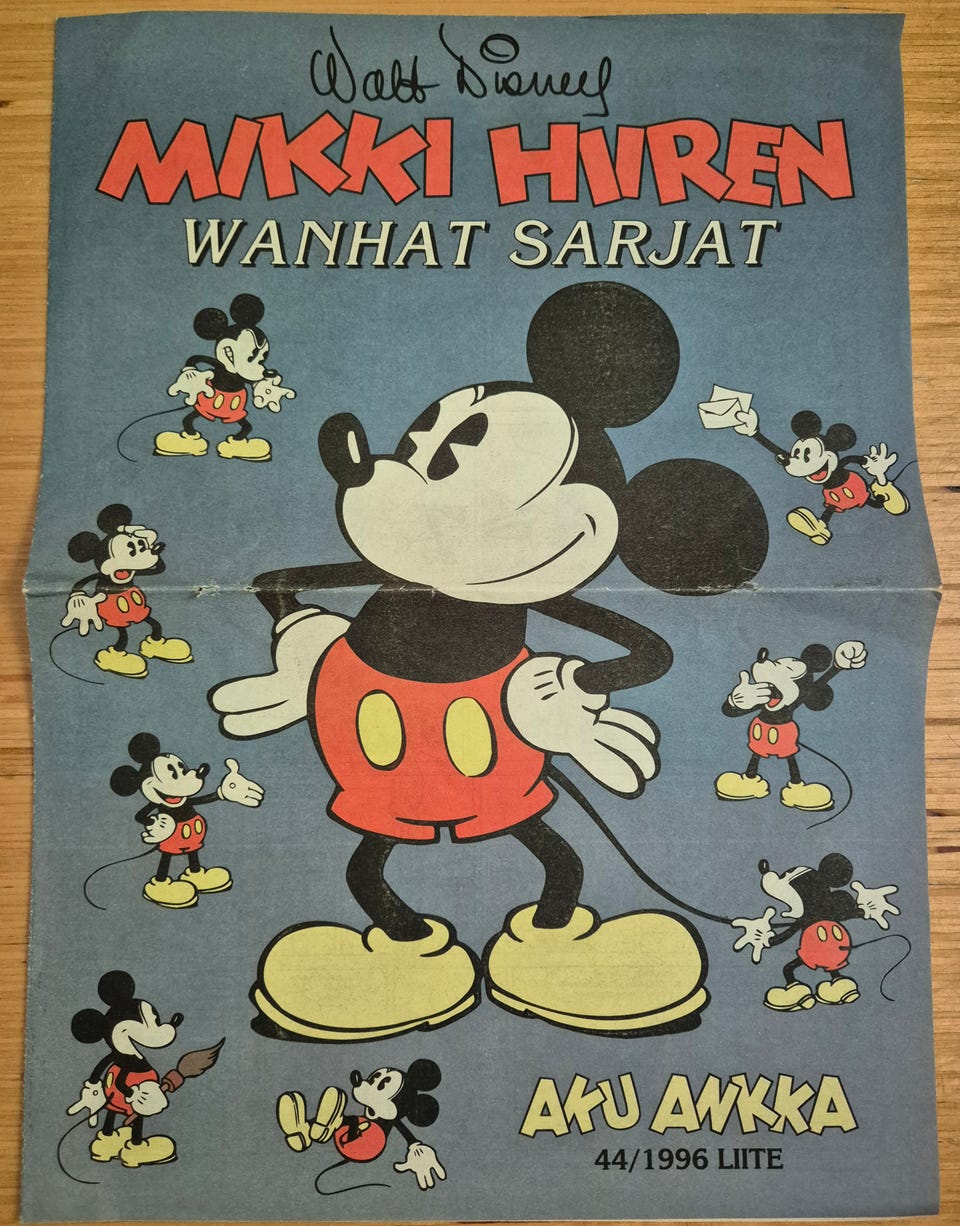 Walt Disney
MIKKI HIIREN
WANHAT SARJAT
AKU ANKKA
44/1996 LIITE